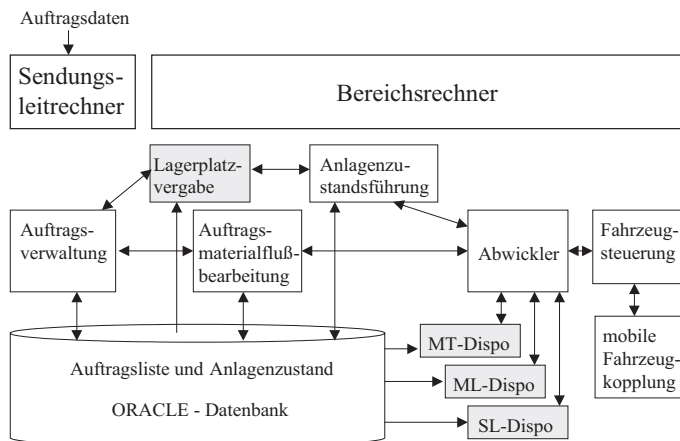 Auftragsdaten
Sendungs-
leitrechner
Bereichsrechner
Lagerplatz-
vergabe
Anlagenzu-
standsführung
Auftrags-
verwaltung
Auftrags-
materialfluß-
bearbeitung
Abwickler
Fahrzeug-
steuerung
MT-Dispo
mobile
Fahrzeug-
kopplung
Auftragsliste und Anlagenzustand
ML-Dispo
ORACLE - Datenbank
SL-Dispo